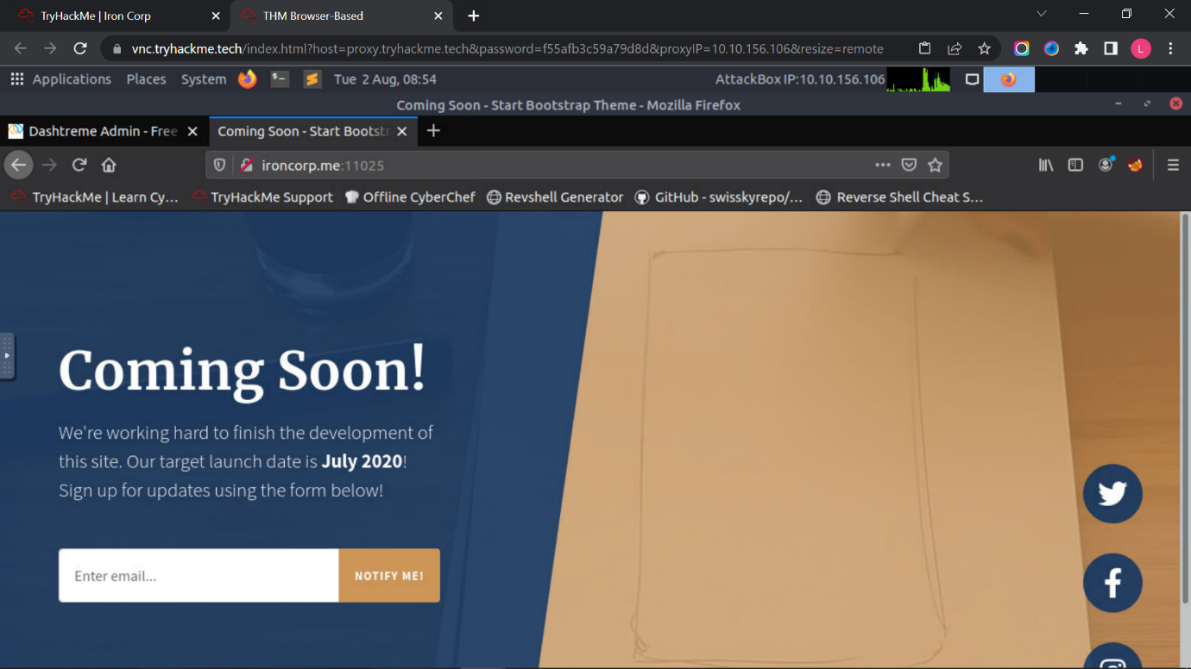 TryHackMe | Iron Corp
THM Browser-Based
vnc.tryhackme.tech/index.html?host=proxy.tryhackme.tech&password=f55afb3c59a79d8d&proxyIP=10.10.156.106&resize=remote
L
Applications Places System Tue 2 Aug, 08:54 AttackBox IP:10.10.156.106
Coming Soon - Start Bootstrap Theme - Mozilla Firefox
Dashtreme Admin - Free
Coming Soon - Start Bootstr
ironcorp.me:11025
TryHackMe | Learn Cy... TryHackMe Support Offline CyberChef Revshell Generator GitHub - swisskyrepo/... Reverse Shell Cheat S...
Coming Soon!
We're working hard to finish the development of
this site. Our target launch date is July 2020!
Sign up for updates using the form below!
Enter email... NOTIFY ME!